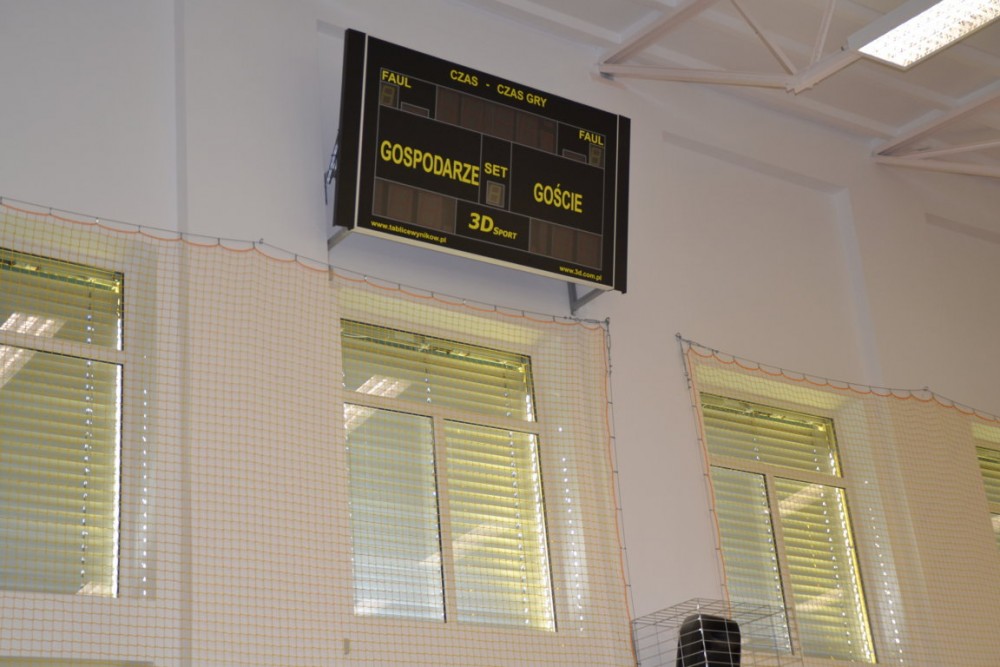 CZAS - CZAS GRY
FAUL
FAUL
GOSPODARZE
SET
GOŚCIE
3D SPORT
www.tablicewynikow.pl
www.3d.com.pl